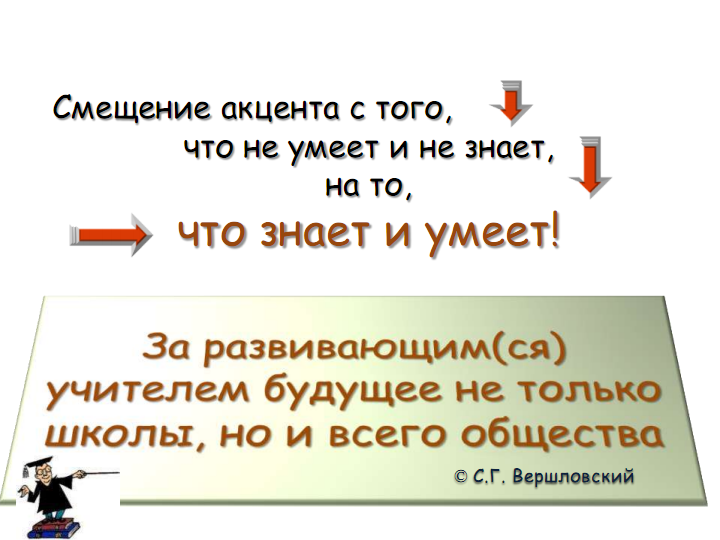 Смещение акцента с того,
что не умеет и не знает,
на то,
что знает и умеет!
За развивающим(ся)
учителем будущее не только
школы, но и всего общества
© С.Г. Вершловский